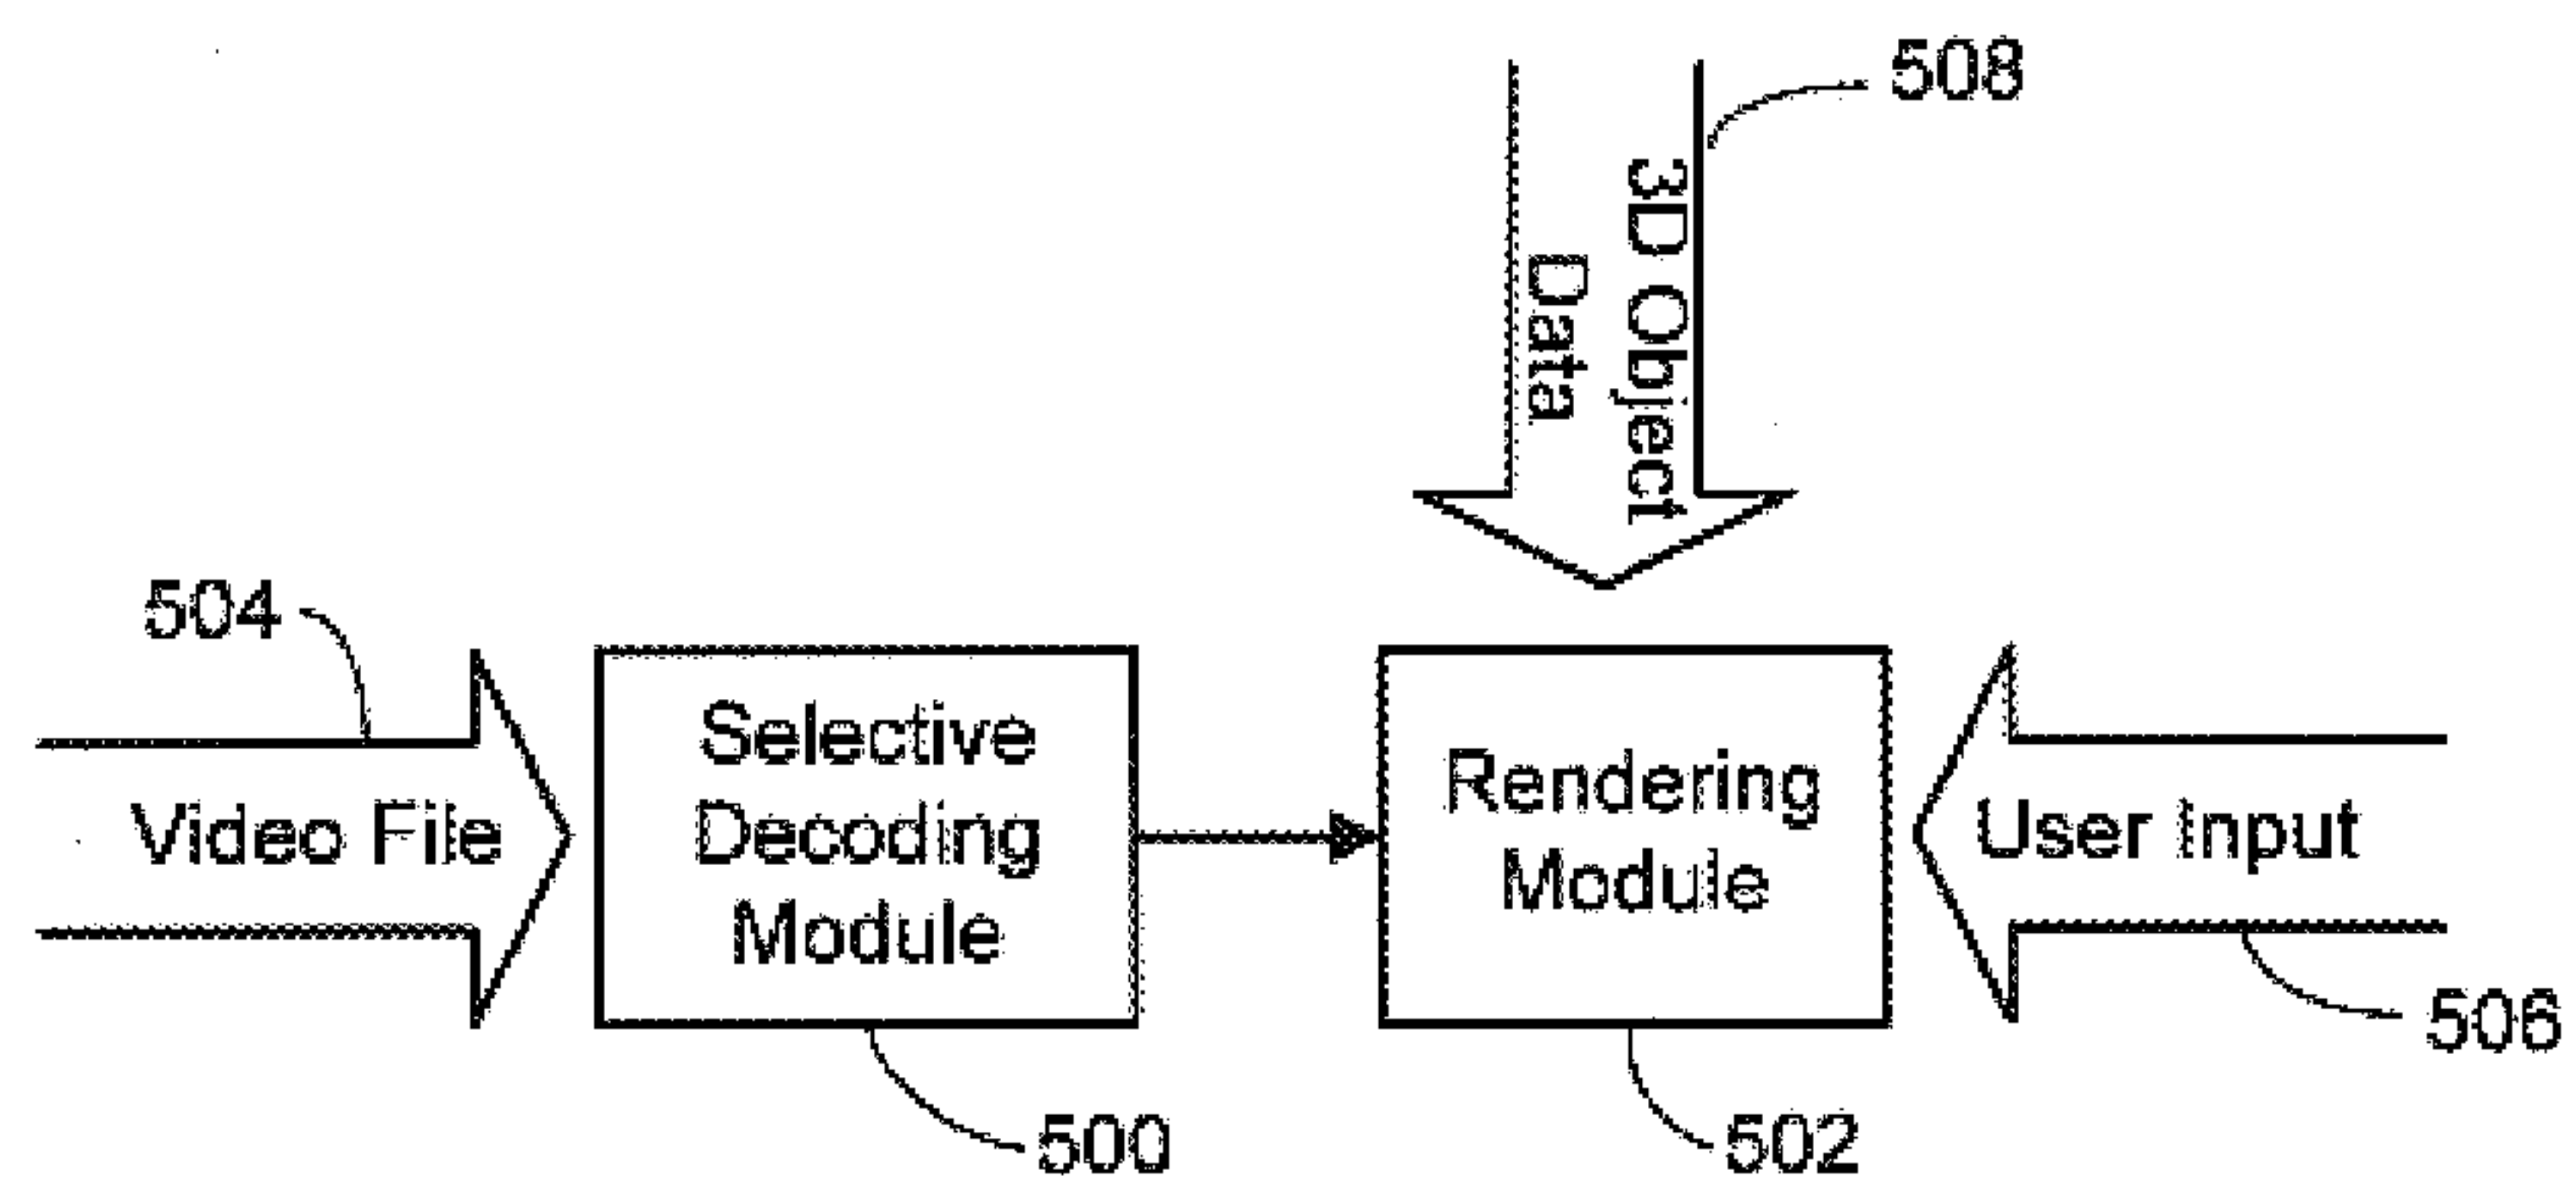 508
3D Object
Data
504
Video File
Selective
Decoding
Module
Rendering
Module
User Input
506
500
502